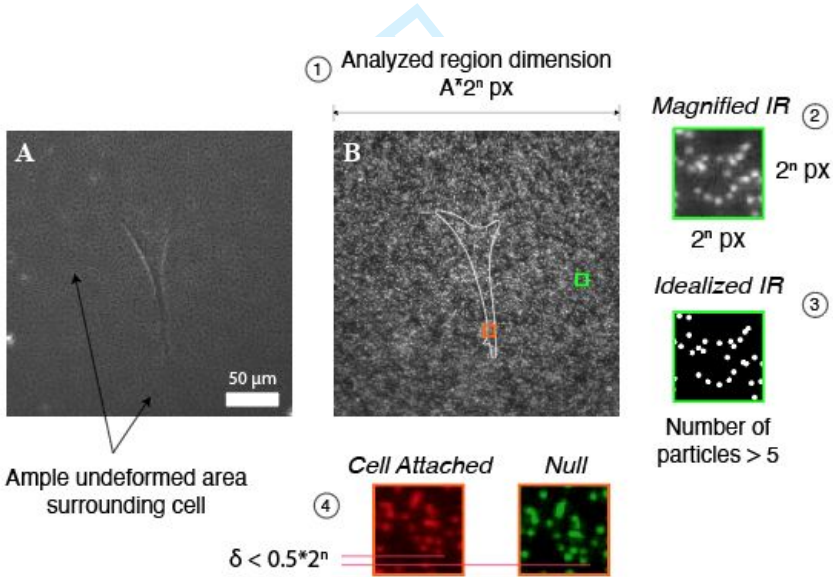 1
Analyzed region dimension
A*2ⁿ px
A
B
50 µm
Ample undeformed area
surrounding cell
Magnified IR
2
2ⁿ px
2ⁿ px
Idealized IR
3
Number of
particles > 5
Cell Attached
Null
4
δ < 0.5*2ⁿ